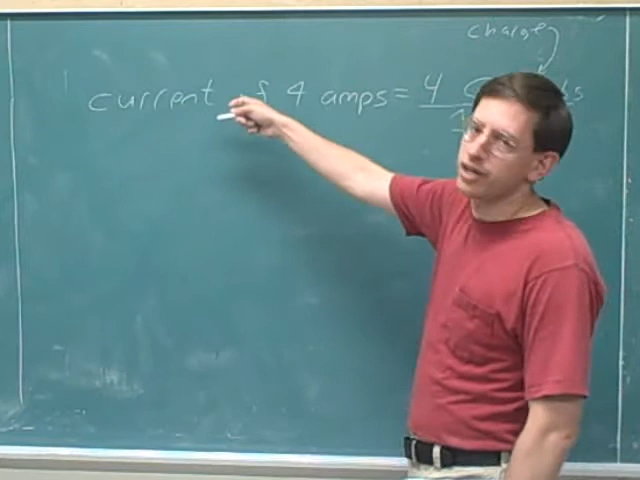 charge
current of 4 amps = 4